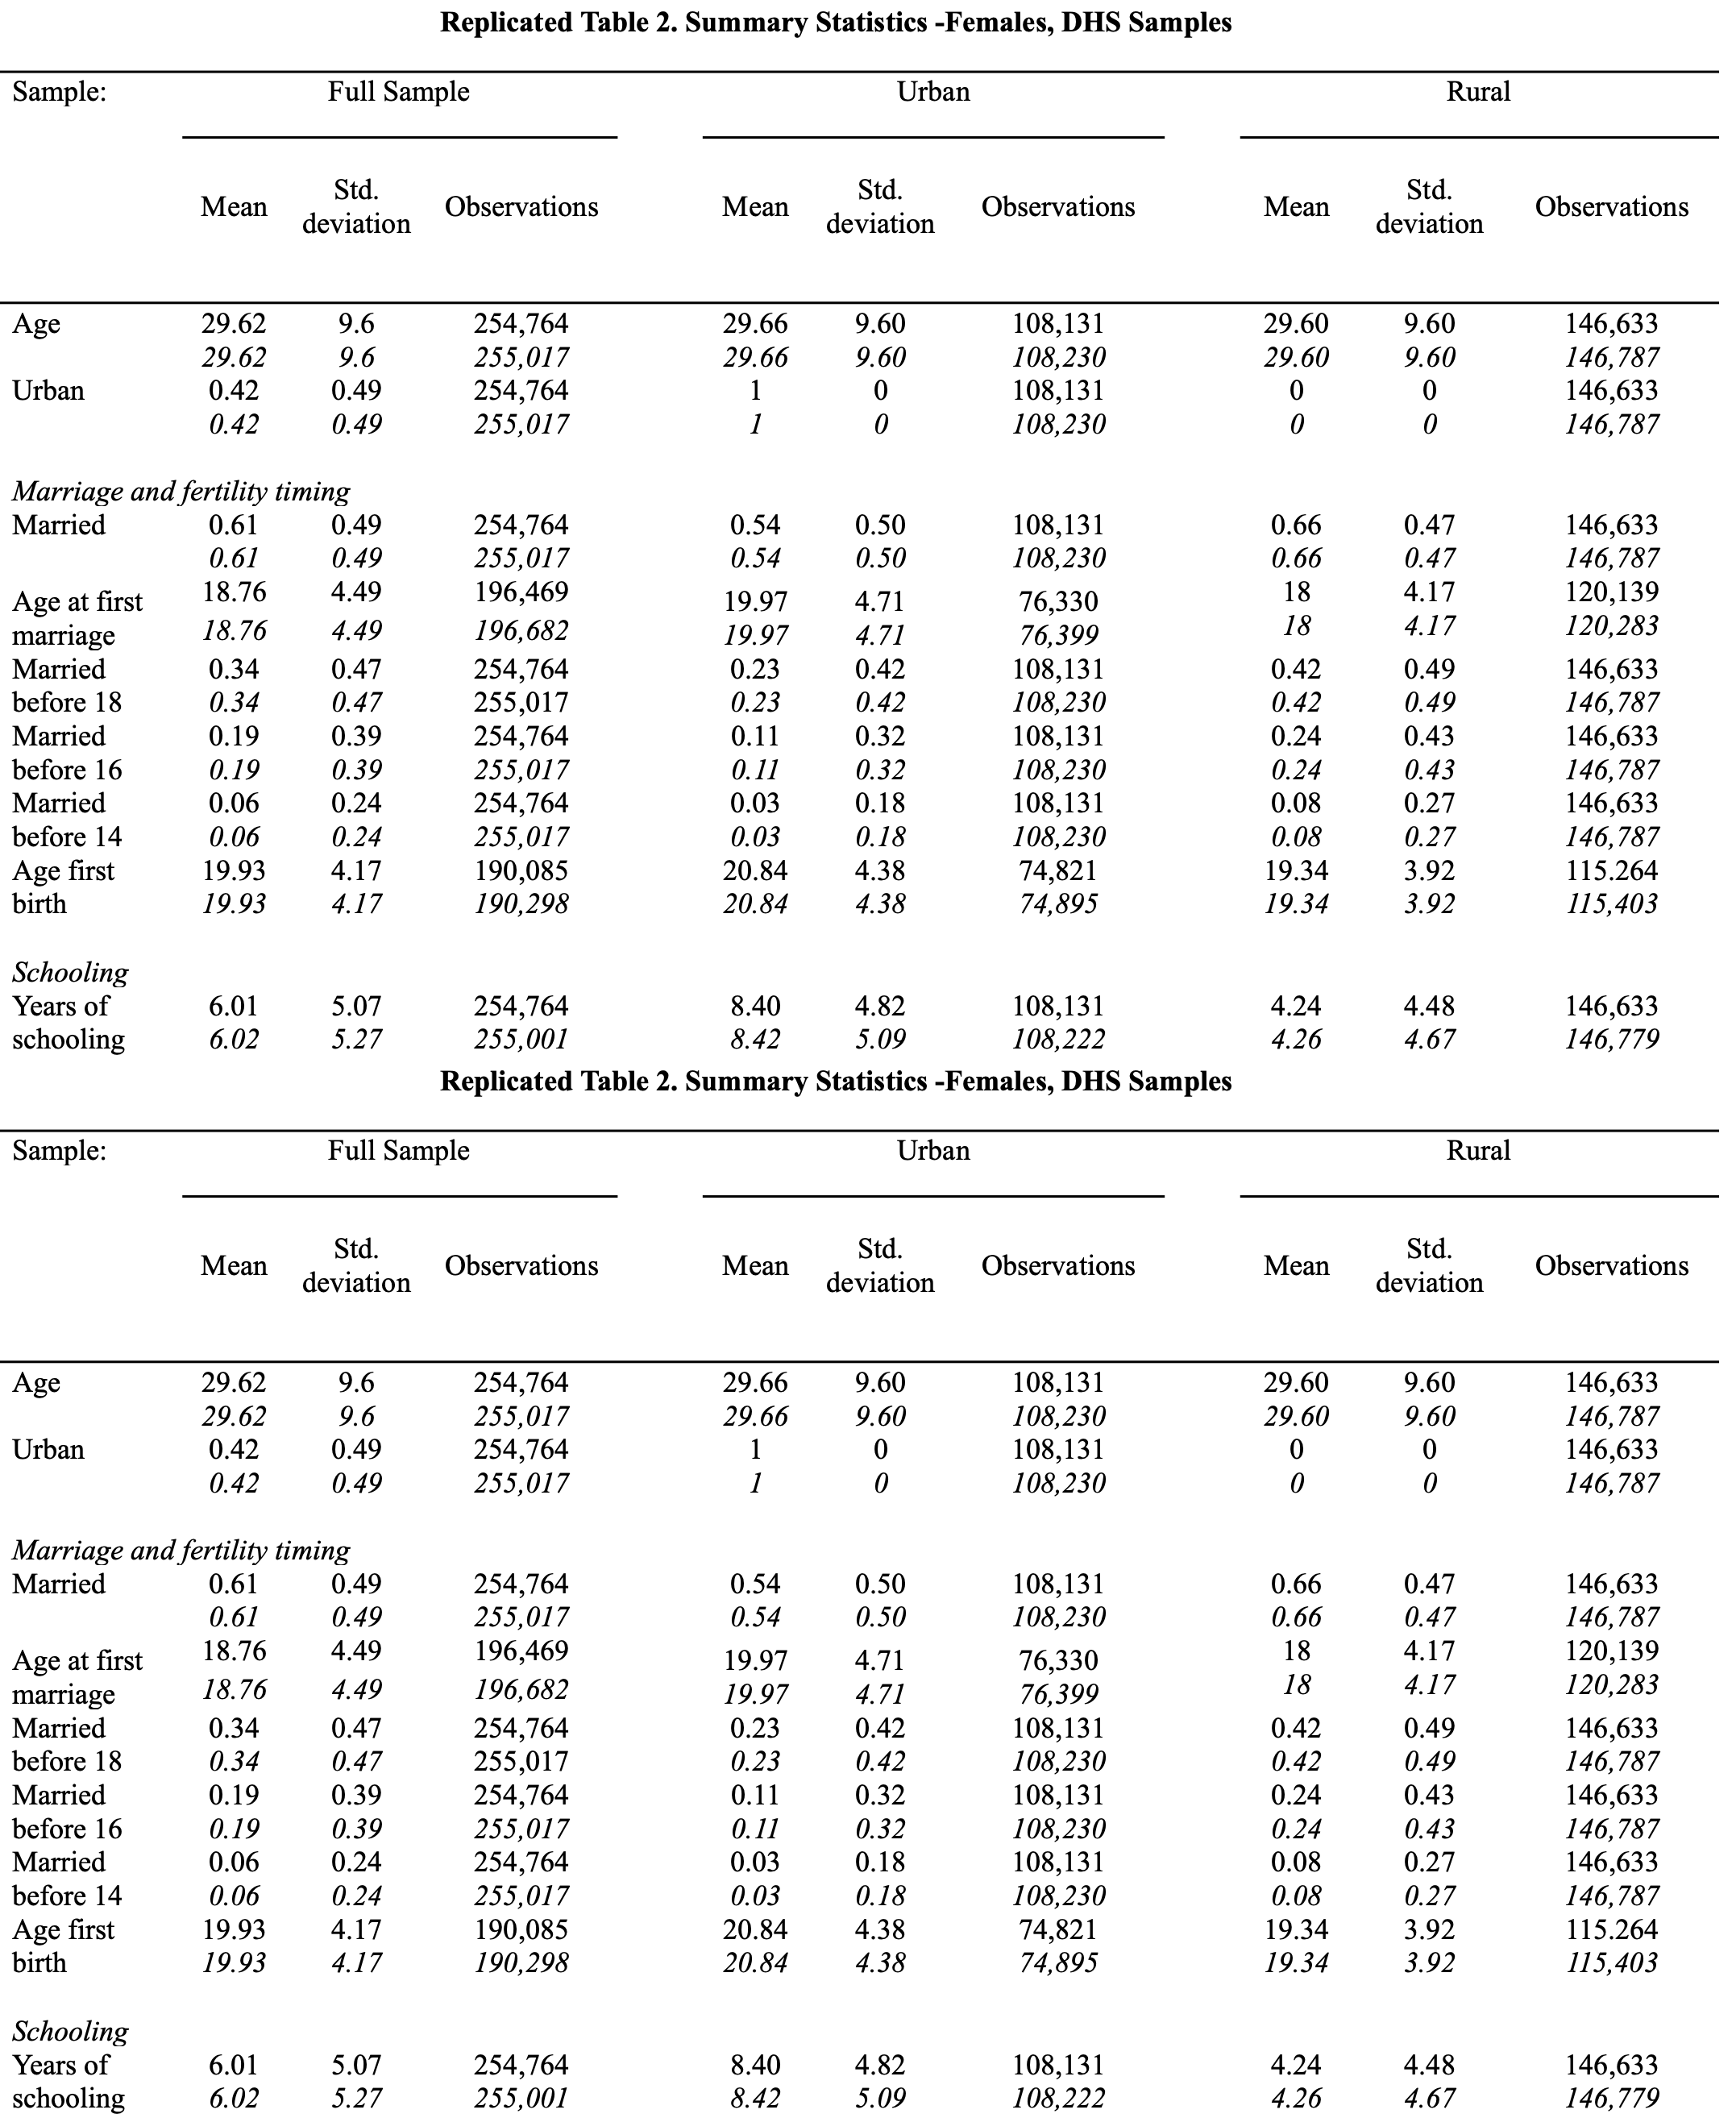 Replicated Table 2. Summary Statistics -Females, DHS Samples
Sample: Full Sample Urban Rural
Mean Std. deviation Observations Mean Std. deviation Observations Mean Std. deviation Observations
Age 29.62 9.6 254,764 29.66 9.60 108,131 29.60 9.60 146,633
29.62 9.6 255,017 29.66 9.60 108,230 29.60 9.60 146,787
Urban 0.42 0.49 254,764 1 0 108,131 0 0 146,633
0.42 0.49 255,017 1 0 108,230 0 0 146,787
Marriage and fertility timing
Married 0.61 0.49 254,764 0.54 0.50 108,131 0.66 0.47 146,633
0.61 0.49 255,017 0.54 0.50 108,230 0.66 0.47 146,787
Age at first 18.76 4.49 196,469 19.97 4.71 76,330 18 4.17 120,139
marriage 18.76 4.49 196,682 19.97 4.71 76,399 18 4.17 120,283
Married 0.34 0.47 254,764 0.23 0.42 108,131 0.42 0.49 146,633
before 18 0.34 0.47 255,017 0.23 0.42 108,230 0.42 0.49 146,787
Married 0.19 0.39 254,764 0.11 0.32 108,131 0.24 0.43 146,633
before 16 0.19 0.39 255,017 0.11 0.32 108,230 0.24 0.43 146,787
Married 0.06 0.24 254,764 0.03 0.18 108,131 0.08 0.27 146,633
before 14 0.06 0.24 255,017 0.03 0.18 108,230 0.08 0.27 146,787
Age first 19.93 4.17 190,085 20.84 4.38 74,821 19.34 3.92 115.264
birth 19.93 4.17 190,298 20.84 4.38 74,895 19.34 3.92 115,403
Schooling
Years of 6.01 5.07 254,764 8.40 4.82 108,131 4.24 4.48 146,633
schooling 6.02 5.27 255,001 8.42 5.09 108,222 4.26 4.67 146,779
Replicated Table 2. Summary Statistics -Females, DHS Samples
Sample: Full Sample Urban Rural
Mean Std. deviation Observations Mean Std. deviation Observations Mean Std. deviation Observations
Age 29.62 9.6 254,764 29.66 9.60 108,131 29.60 9.60 146,633
29.62 9.6 255,017 29.66 9.60 108,230 29.60 9.60 146,787
Urban 0.42 0.49 254,764 1 0 108,131 0 0 146,633
0.42 0.49 255,017 1 0 108,230 0 0 146,787
Marriage and fertility timing
Married 0.61 0.49 254,764 0.54 0.50 108,131 0.66 0.47 146,633
0.61 0.49 255,017 0.54 0.50 108,230 0.66 0.47 146,787
Age at first 18.76 4.49 196,469 19.97 4.71 76,330 18 4.17 120,139
marriage 18.76 4.49 196,682 19.97 4.71 76,399 18 4.17 120,283
Married 0.34 0.47 254,764 0.23 0.42 108,131 0.42 0.49 146,633
before 18 0.34 0.47 255,017 0.23 0.42 108,230 0.42 0.49 146,787
Married 0.19 0.39 254,764 0.11 0.32 108,131 0.24 0.43 146,633
before 16 0.19 0.39 255,017 0.11 0.32 108,230 0.24 0.43 146,787
Married 0.06 0.24 254,764 0.03 0.18 108,131 0.08 0.27 146,633
before 14 0.06 0.24 255,017 0.03 0.18 108,230 0.08 0.27 146,787
Age first 19.93 4.17 190,085 20.84 4.38 74,821 19.34 3.92 115.264
birth 19.93 4.17 190,298 20.84 4.38 74,895 19.34 3.92 115,403
Schooling
Years of 6.01 5.07 254,764 8.40 4.82 108,131 4.24 4.48 146,633
schooling 6.02 5.27 255,001 8.42 5.09 108,222 4.26 4.67 146,779